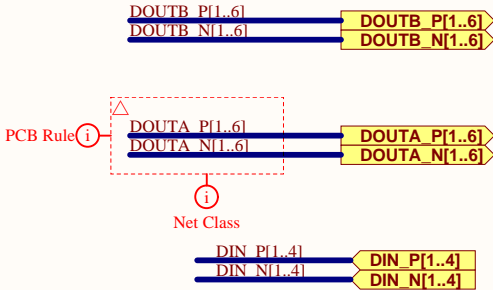 DOUTB_P[1..6] DOUTB_P[1..6]
DOUTB_N[1..6] DOUTB_N[1..6]
DOUTA_P[1..6] DOUTA_P[1..6]
PCB Rule i
DOUTA_N[1..6] DOUTA_N[1..6]
i
Net Class
DIN_P[1..4] DIN_P[1..4]
DIN_N[1..4] DIN_N[1..4]